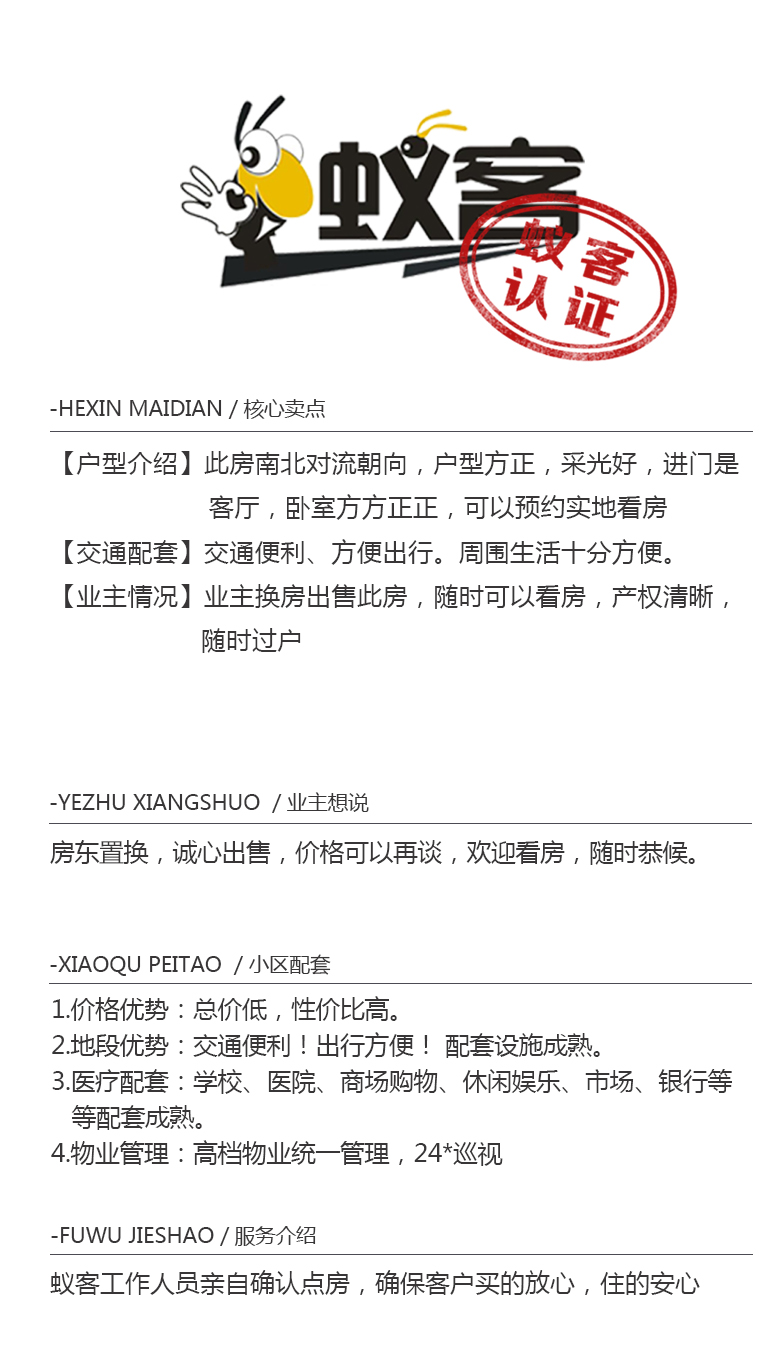 蚁客
蚁客
认证
-HEXIN MAIDIAN / 核心卖点
【户型介绍】此房南北对流朝向，户型方正，采光好，进门是
客厅，卧室方方正正，可以预约实地看房
【交通配套】交通便利、方便出行。周围生活十分方便。
【业主情况】业主换房出售此房，随时可以看房，产权清晰，
随时过户
-YEZHU XIANGSHUO / 业主想说
房东置换，诚心出售，价格可以再谈，欢迎看房，随时恭候。
-XIAOQU PEITAO / 小区配套
1.价格优势：总价低，性价比高。
2.地段优势：交通便利！出行方便！ 配套设施成熟。
3.医疗配套：学校、医院、商场购物、休闲娱乐、市场、银行等
等配套成熟。
4.物业管理：高档物业统一管理，24*巡视
-FUWU JIESHAO / 服务介绍
蚁客工作人员亲自确认点房，确保客户买的放心，住的安心